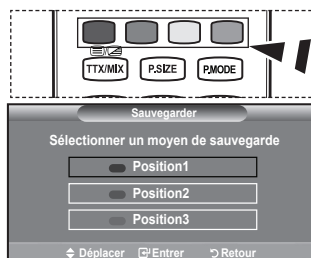 TTX/MIX P.SIZE P.MODE
Sauvegarder
Sélectionner un moyen de sauvegarde
Position1
Position2
Position3
Déplacer Entrer Retour